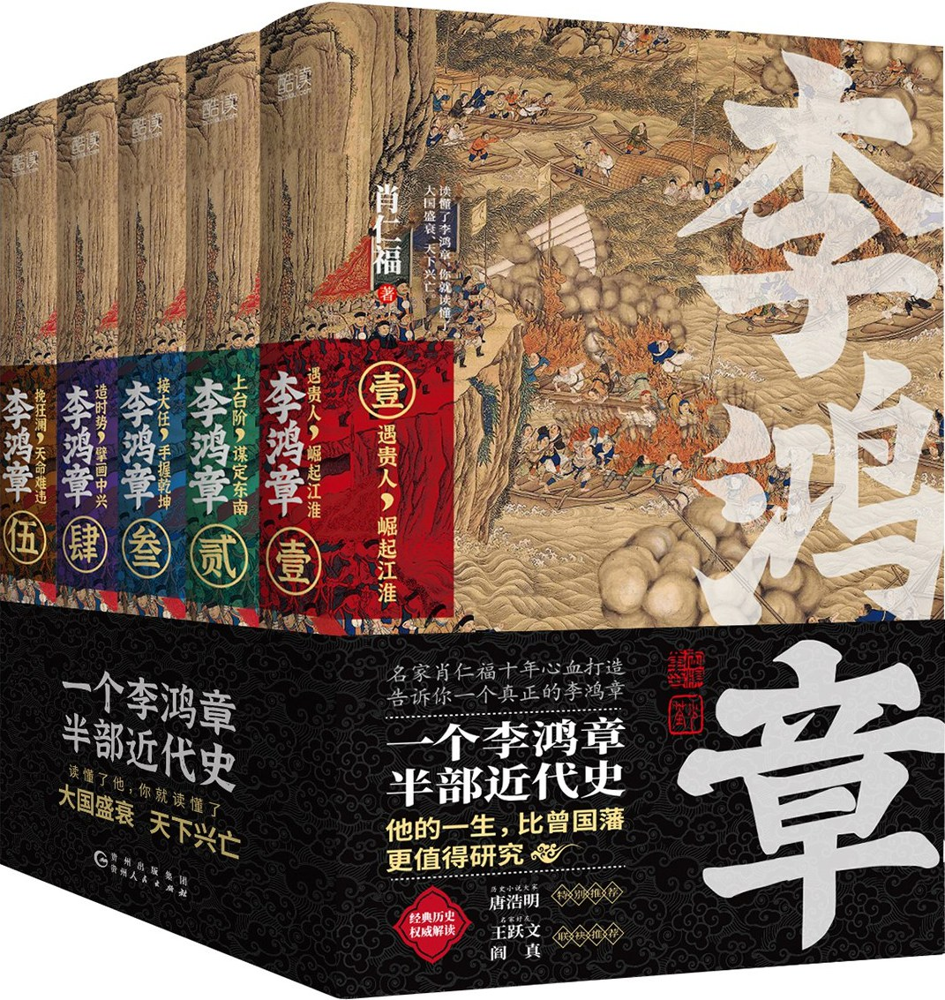 酷读
李鸿章
挽狂澜，天命难违
伍
酷读
李鸿章
造时势，擘画中兴
肆
酷读
李鸿章
接大任，手握乾坤
叁
酷读
李鸿章
上台阶，谋定东南
贰
酷读
李鸿章
遇贵人，崛起江淮
壹
壹
遇贵人，崛起江淮
肖仁福
著
读懂了李鸿章，你就读懂了
大国盛衰、天下兴亡
李鸿章
一个李鸿章
半部近代史
读懂了他，你就读懂了
大国盛衰 天下兴亡
贵州出版集团
贵州人民出版社
名家肖仁福十年心血打造
告诉你一个真正的李鸿章
一个李鸿章
半部近代史
他的一生，比曾国藩
更值得研究
经典历史
权威解读
历史小说大家
唐浩明
特别推荐
名家好友
王跃文
阎真
联袂推荐